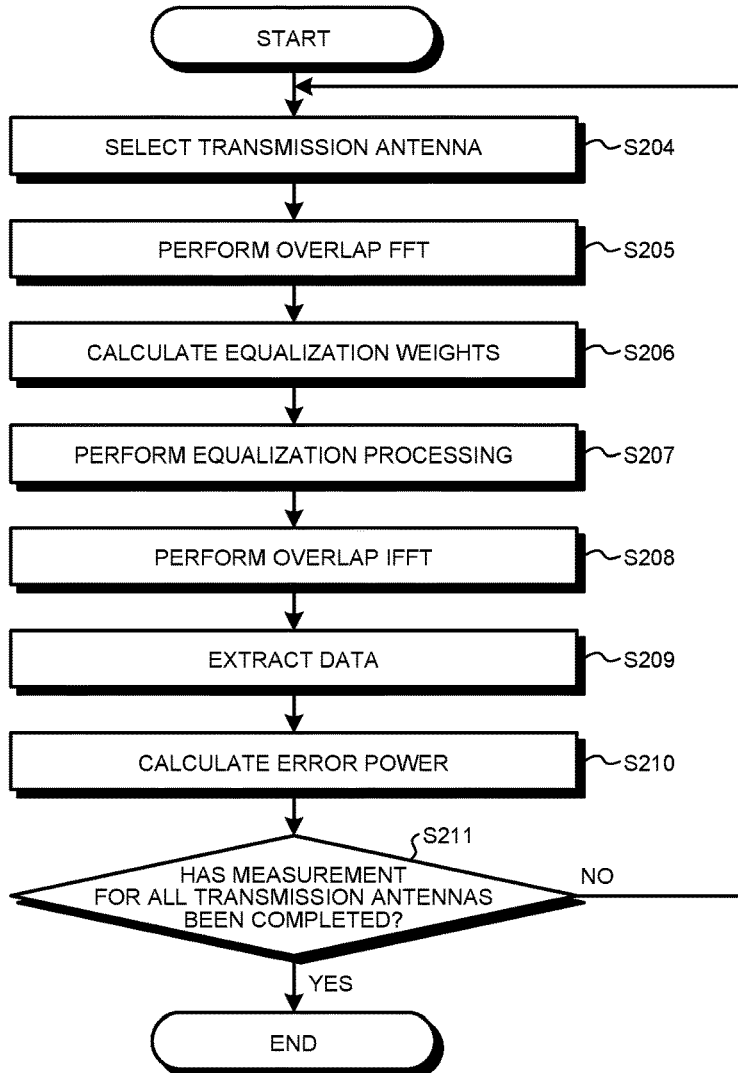 START
SELECT TRANSMISSION ANTENNA
S204
PERFORM OVERLAP FFT
S205
CALCULATE EQUALIZATION WEIGHTS
S206
PERFORM EQUALIZATION PROCESSING
S207
PERFORM OVERLAP IFFT
S208
EXTRACT DATA
S209
CALCULATE ERROR POWER
S210
S211
HAS MEASUREMENT
FOR ALL TRANSMISSION ANTENNAS
BEEN COMPLETED?
NO
YES
END